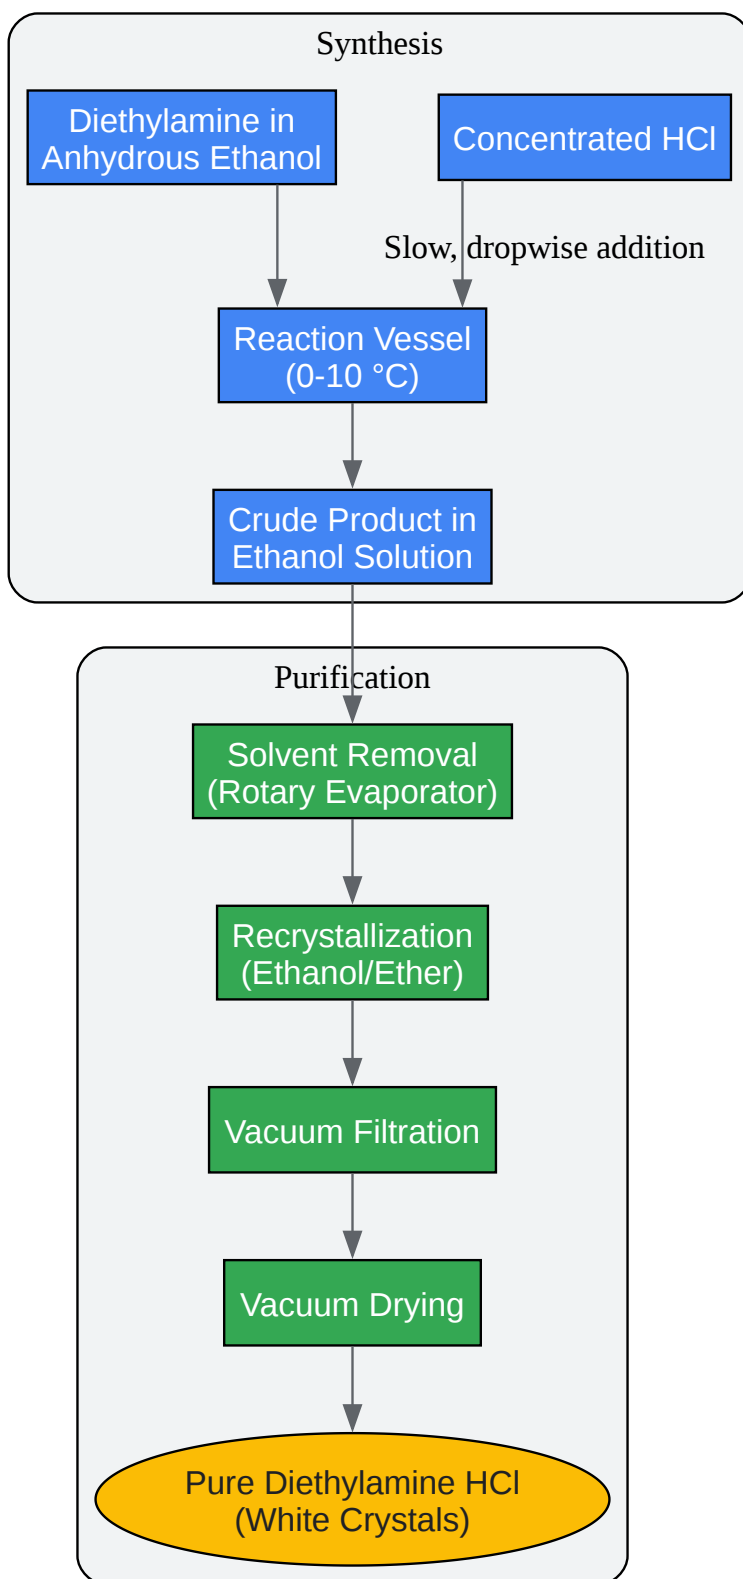 Synthesis
Diethylamine in
Anhydrous Ethanol
Concentrated HCl
Slow, dropwise addition
Reaction Vessel
(0-10 °C)
Crude Product in
Ethanol Solution
Purification
Solvent Removal
(Rotary Evaporator)
Recrystallization
(Ethanol/Ether)
Vacuum Filtration
Vacuum Drying
Pure Diethylamine HCl
(White Crystals)